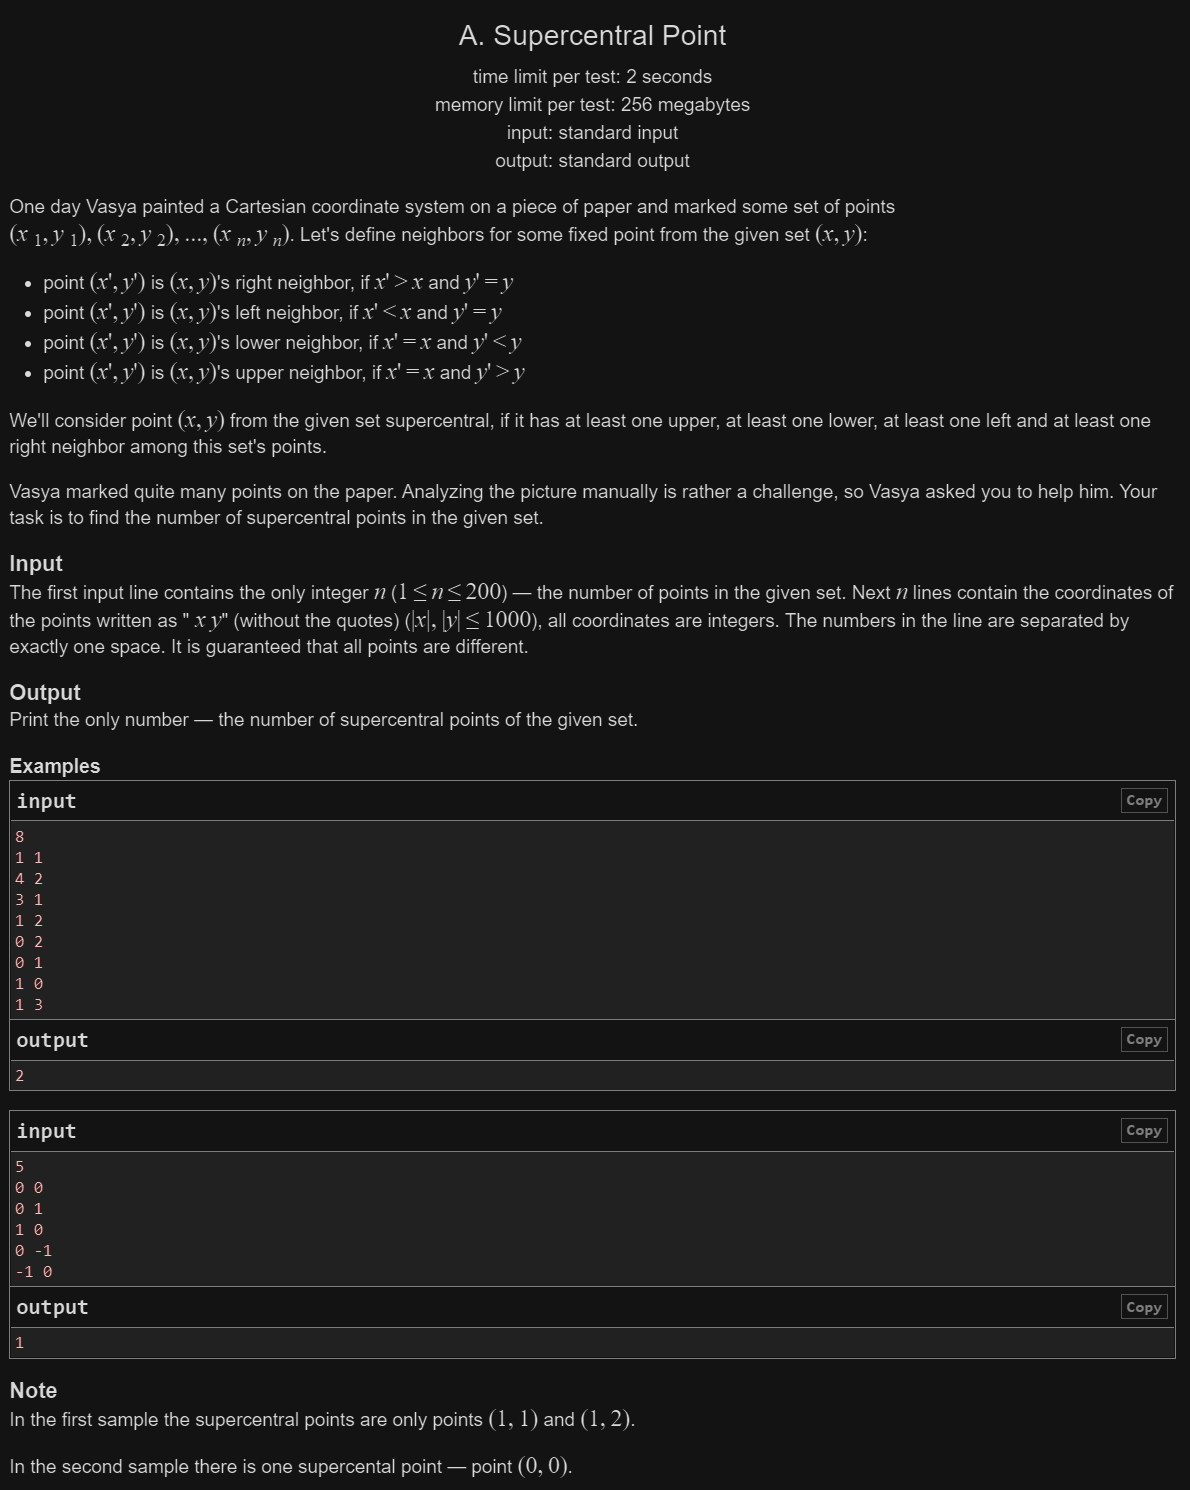 A. Supercentral Point
time limit per test: 2 seconds
memory limit per test: 256 megabytes
input: standard input
output: standard output
One day Vasya painted a Cartesian coordinate system on a piece of paper and marked some set of points
(x 1, y 1), (x 2, y 2), ..., (x n, y n). Let's define neighbors for some fixed point from the given set (x, y):
• point (x', y') is (x, y)'s right neighbor, if x' > x and y' = y
• point (x', y') is (x, y)'s left neighbor, if x' < x and y' = y
• point (x', y') is (x, y)'s lower neighbor, if x' = x and y' < y
• point (x', y') is (x, y)'s upper neighbor, if x' = x and y' > y
We'll consider point (x, y) from the given set supercentral, if it has at least one upper, at least one lower, at least one left and at least one
right neighbor among this set's points.
Vasya marked quite many points on the paper. Analyzing the picture manually is rather a challenge, so Vasya asked you to help him. Your
task is to find the number of supercentral points in the given set.
Input
The first input line contains the only integer n (1 ≤ n ≤ 200) — the number of points in the given set. Next n lines contain the coordinates of
the points written as " x y" (without the quotes) (|x|, |y| ≤ 1000), all coordinates are integers. The numbers in the line are separated by
exactly one space. It is guaranteed that all points are different.
Output
Print the only number — the number of supercentral points of the given set.
Examples
input
Copy
8
1 1
4 2
3 1
1 2
0 2
0 1
1 0
1 3
output
Copy
2
input
Copy
5
0 0
0 1
1 0
0 -1
-1 0
output
Copy
1
Note
In the first sample the supercentral points are only points (1, 1) and (1, 2).
In the second sample there is one supercental point — point (0, 0).